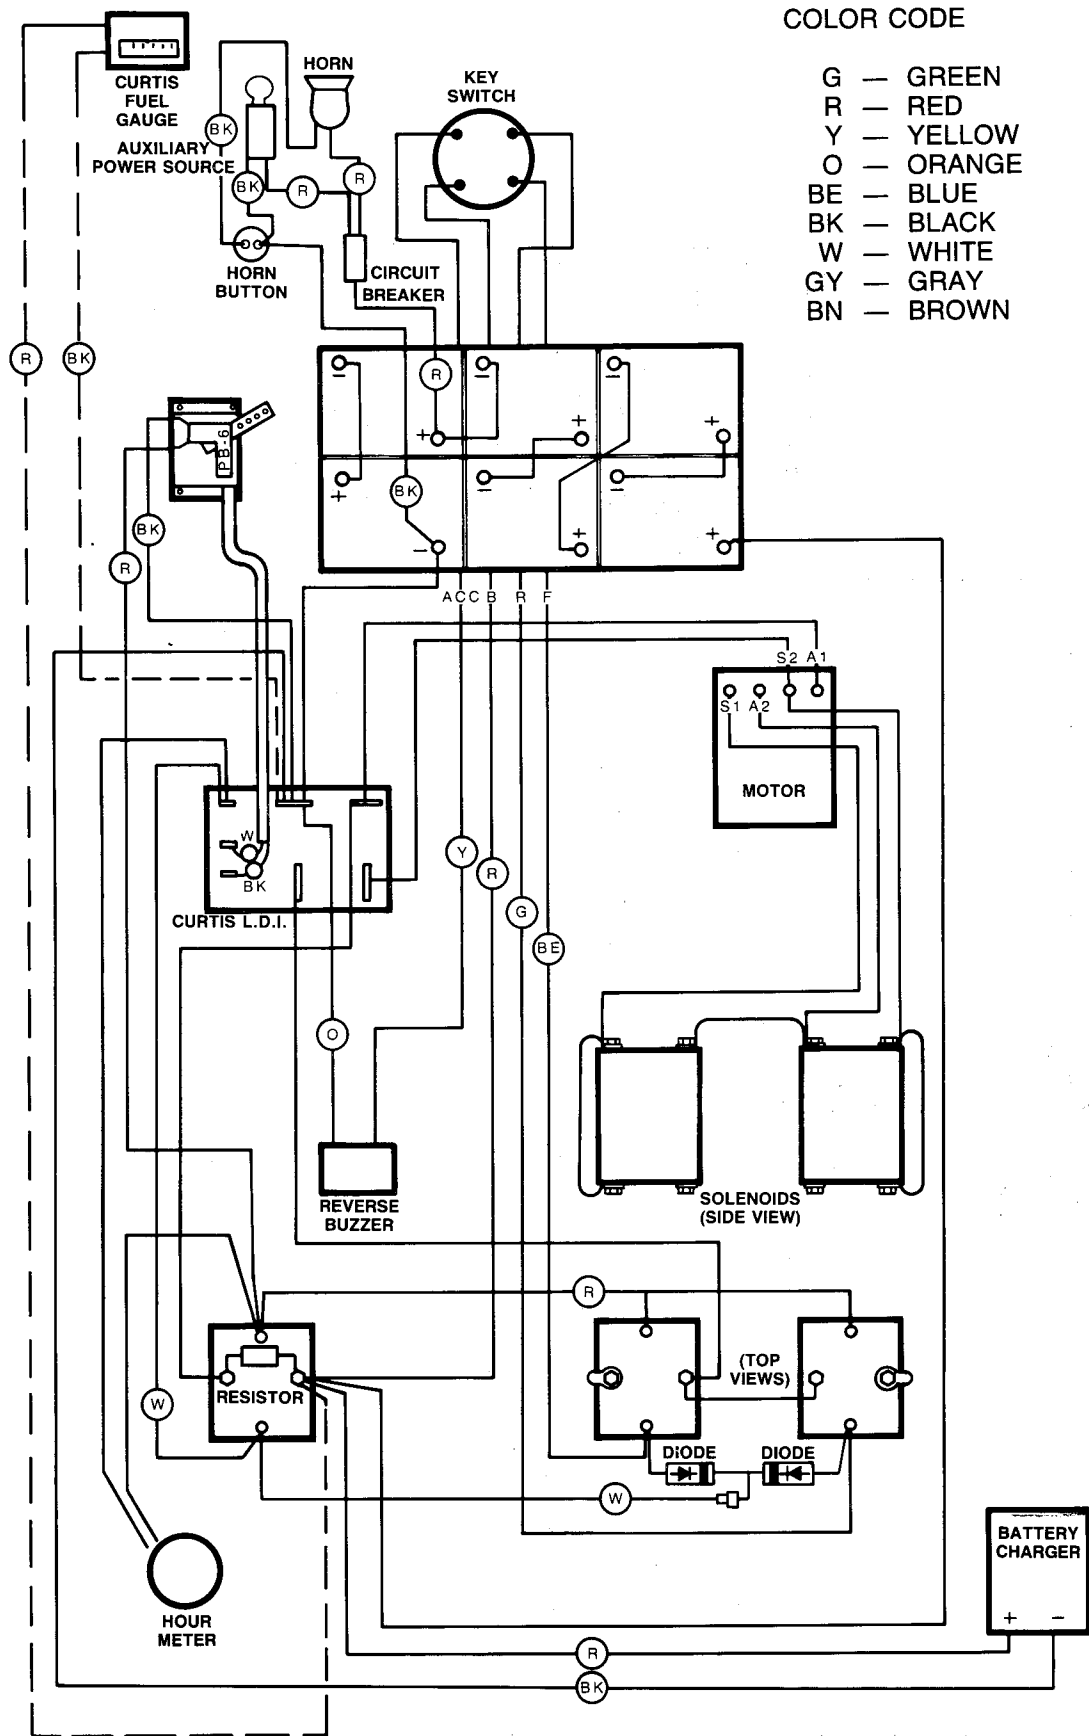 COLOR CODE
G — GREEN
R — RED
Y — YELLOW
O — ORANGE
BE — BLUE
BK — BLACK
W — WHITE
GY — GRAY
BN — BROWN
CURTIS
FUEL
GAUGE
HORN
KEY
SWITCH
BK
AUXILIARY
POWER SOURCE
BK
R
R
HORN
BUTTON
CIRCUIT
BREAKER
R
BK
R
PB-6
BK
BK
R
− − −
+ + +
+ − −
− + +
ACC B R F
S2 A1
S1 A2
MOTOR
W
BK
CURTIS L.D.I.
Y
R
G
BE
O
REVERSE
BUZZER
SOLENOIDS
(SIDE VIEW)
R
RESISTOR
(TOP
VIEWS)
W
DIODE DIODE
W
BATTERY
CHARGER
+ −
HOUR
METER
R
BK